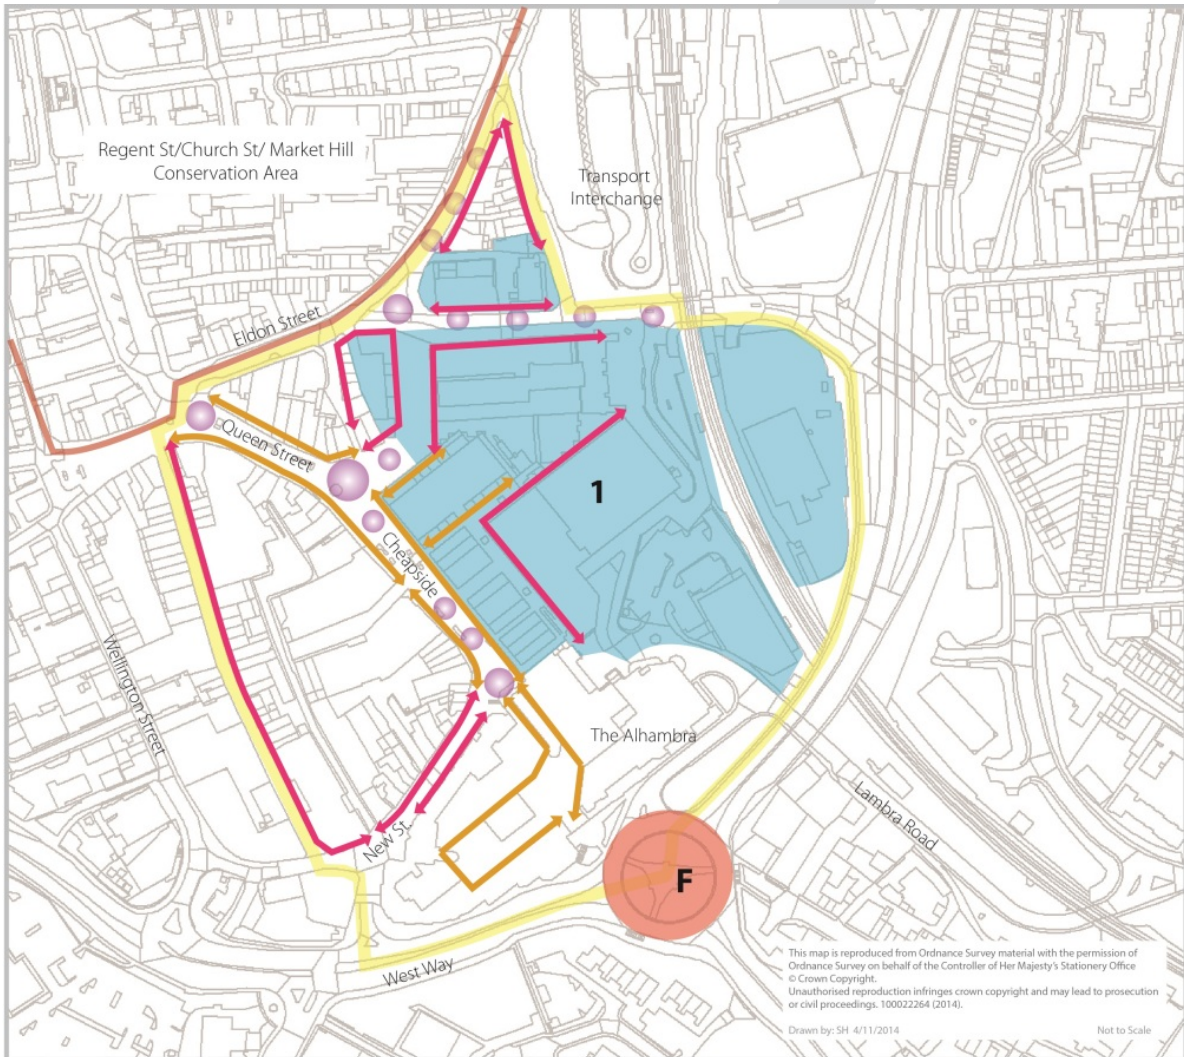 Regent St/Church St/ Market Hill
Conservation Area
Transport
Interchange
Eldon Street
Queen Street
1
Cheapside
Wellington Street
The Alhambra
New St.
Lambra Road
F
West Way
This map is reproduced from Ordnance Survey material with the permission of
Ordnance Survey on behalf of the Controller of Her Majesty's Stationery Office
© Crown Copyright.
Unauthorised reproduction infringes crown copyright and may lead to prosecution
or civil proceedings. 100022264 (2014).
Drawn by: SH 4/11/2014
Not to Scale